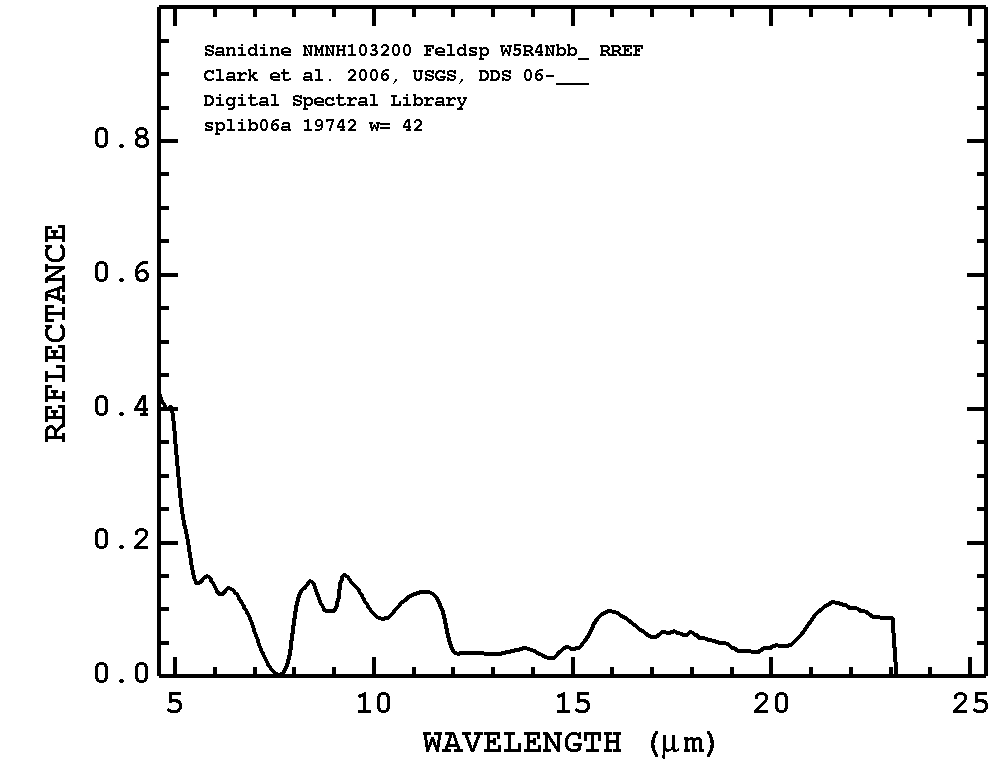 Sanidine NMNH103200 Feldsp W5R4Nbb_ RREF
Clark et al. 2006, USGS, DDS 06-___
Digital Spectral Library
splib06a 19742 w= 42
0.8
0.6
0.4
0.2
0.0
REFLECTANCE
5 10 15 20 25
WAVELENGTH (μm)